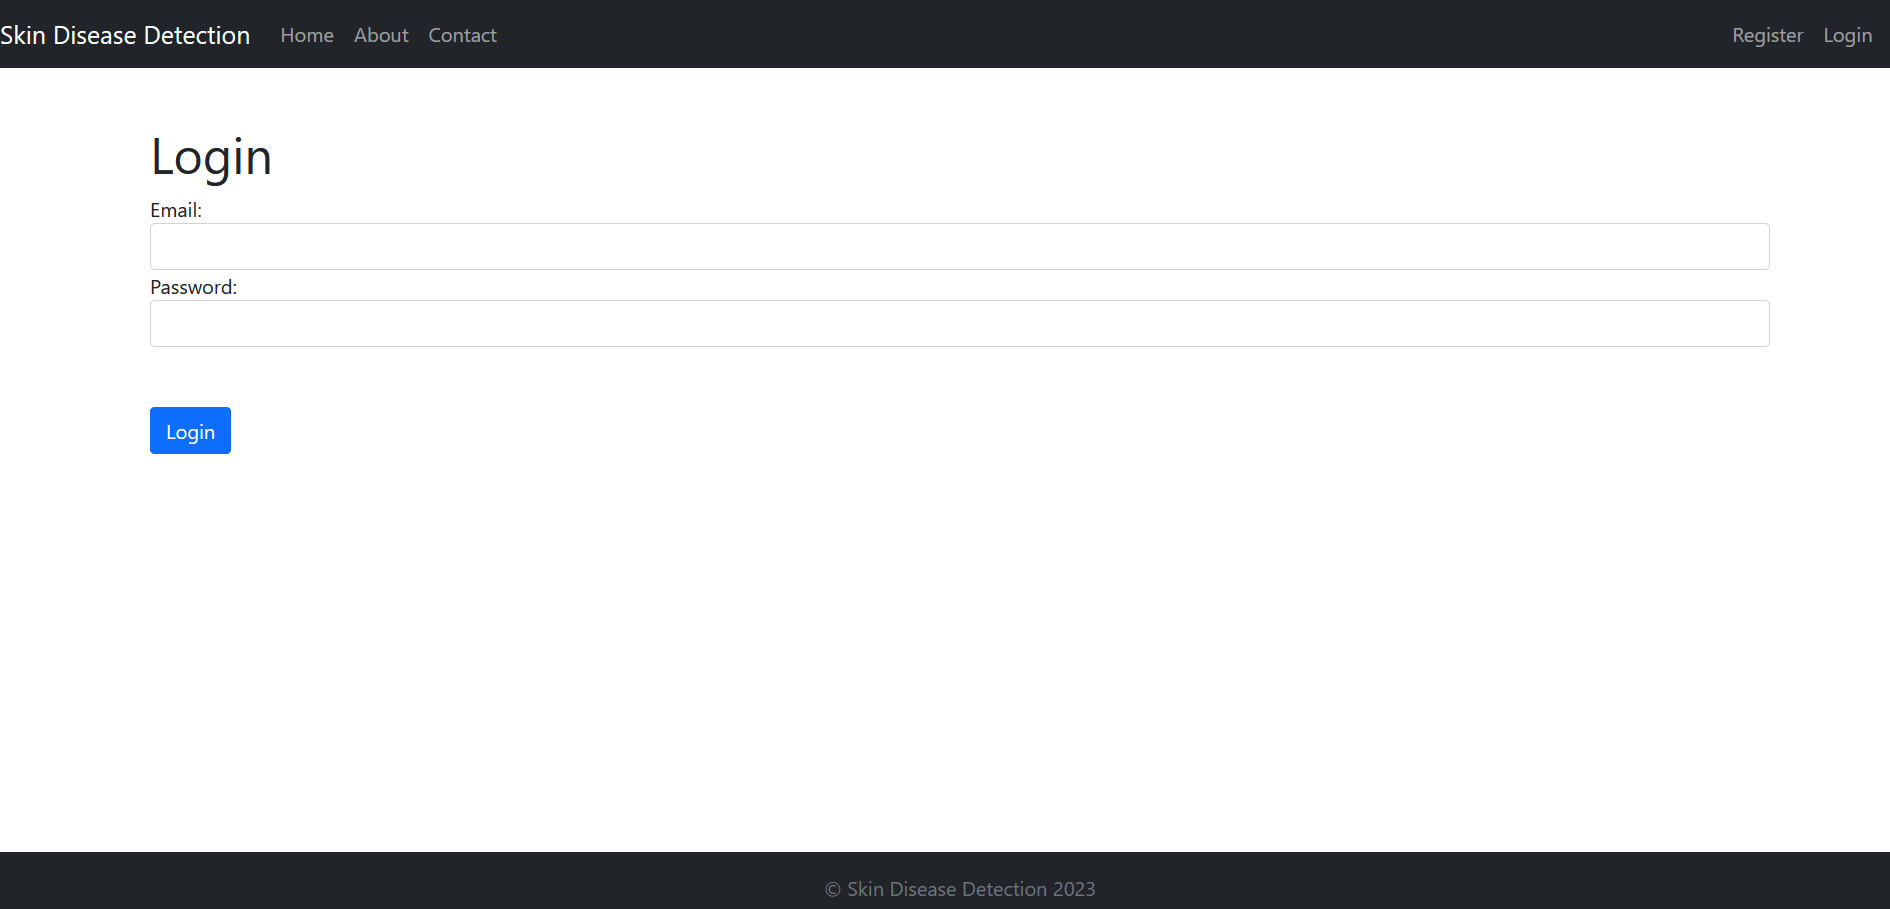 Skin Disease Detection Home About Contact Register Login
Login
Email:
Password:
Login
© Skin Disease Detection 2023